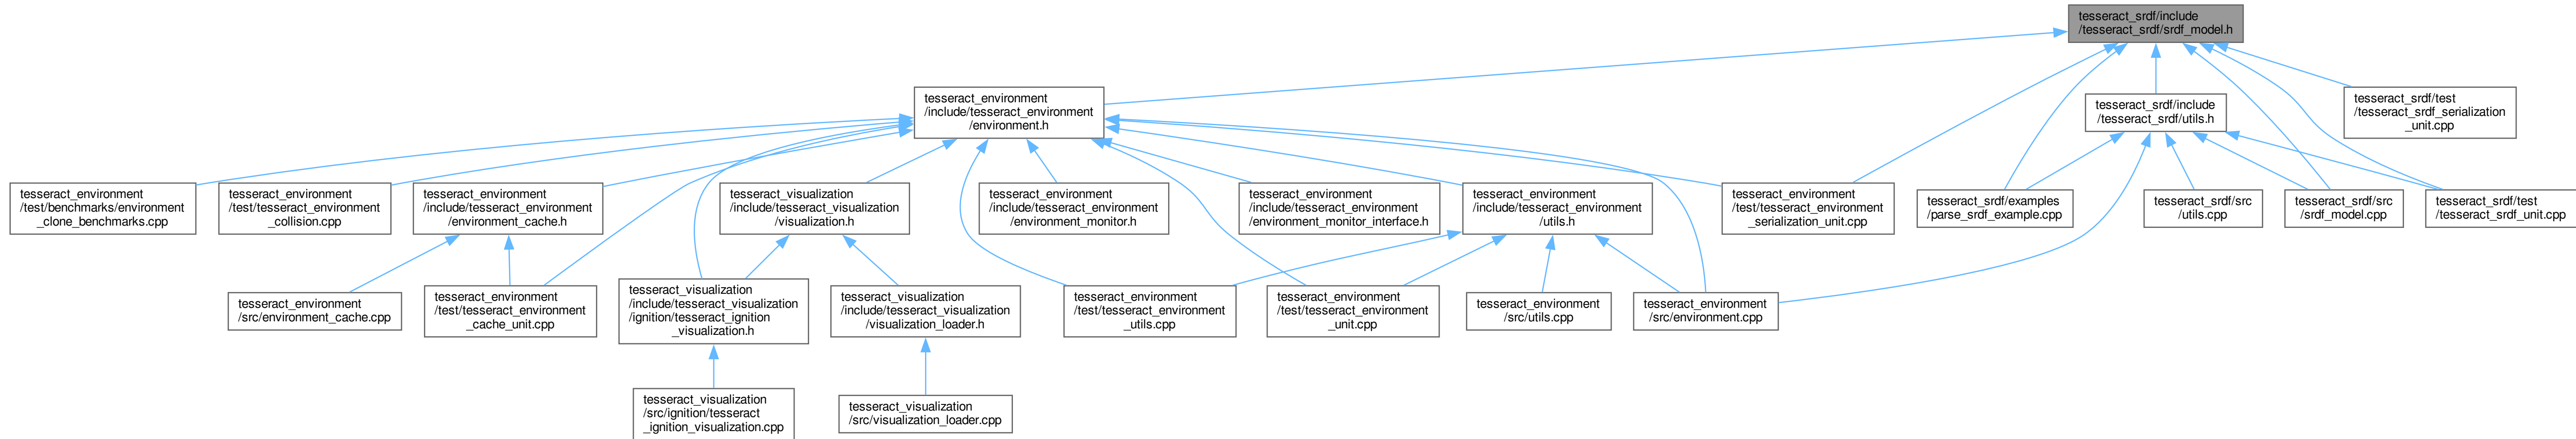 tesseract_srdf/include
/tesseract_srdf/srdf_model.h
tesseract_environment
/include/tesseract_environment
/environment.h
tesseract_srdf/include
/tesseract_srdf/utils.h
tesseract_srdf/test
/tesseract_srdf_serialization
_unit.cpp
tesseract_environment
/test/benchmarks/environment
_clone_benchmarks.cpp
tesseract_environment
/test/tesseract_environment
_collision.cpp
tesseract_environment
/include/tesseract_environment
/environment_cache.h
tesseract_visualization
/include/tesseract_visualization
/visualization.h
tesseract_environment
/include/tesseract_environment
/environment_monitor.h
tesseract_environment
/include/tesseract_environment
/environment_monitor_interface.h
tesseract_environment
/include/tesseract_environment
/utils.h
tesseract_environment
/test/tesseract_environment
_serialization_unit.cpp
tesseract_srdf/examples
/parse_srdf_example.cpp
tesseract_srdf/src
/utils.cpp
tesseract_srdf/src
/srdf_model.cpp
tesseract_srdf/test
/tesseract_srdf_unit.cpp
tesseract_environment
/src/environment_cache.cpp
tesseract_environment
/test/tesseract_environment
_cache_unit.cpp
tesseract_visualization
/include/tesseract_visualization
/ignition/tesseract_ignition
_visualization.h
tesseract_visualization
/include/tesseract_visualization
/visualization_loader.h
tesseract_environment
/test/tesseract_environment
_utils.cpp
tesseract_environment
/test/tesseract_environment
_unit.cpp
tesseract_environment
/src/utils.cpp
tesseract_environment
/src/environment.cpp
tesseract_visualization
/src/ignition/tesseract
_ignition_visualization.cpp
tesseract_visualization
/src/visualization_loader.cpp